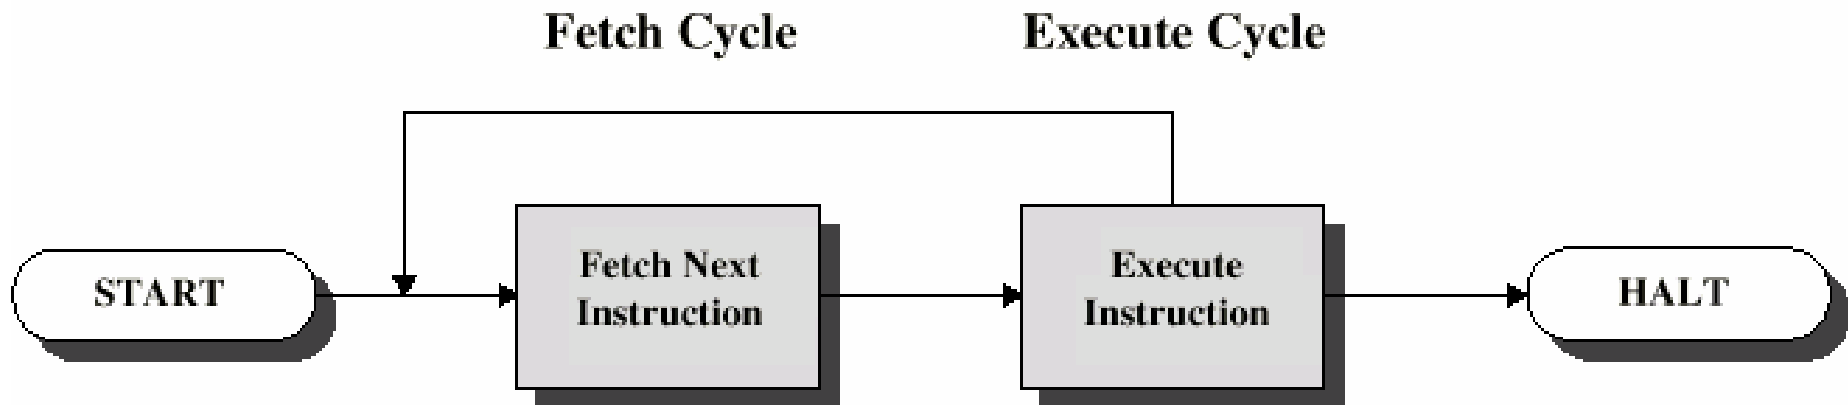 Fetch Cycle
Execute Cycle
START
Fetch Next
Instruction
Execute
Instruction
HALT